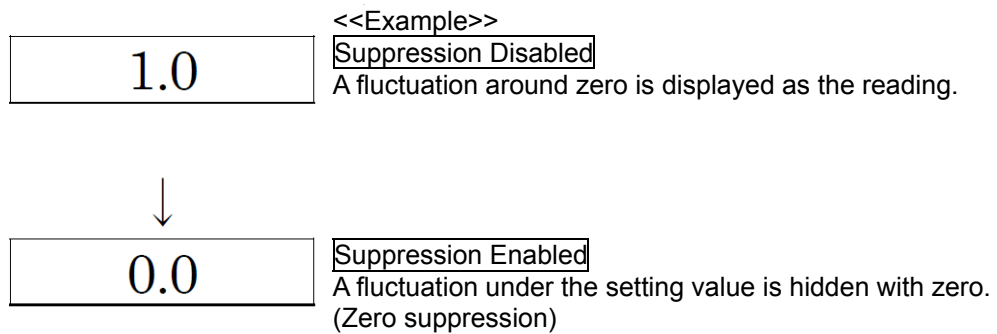 <<Example>>
Suppression Disabled
1.0
A fluctuation around zero is displayed as the reading.
↓
Suppression Enabled
0.0
A fluctuation under the setting value is hidden with zero.
(Zero suppression)